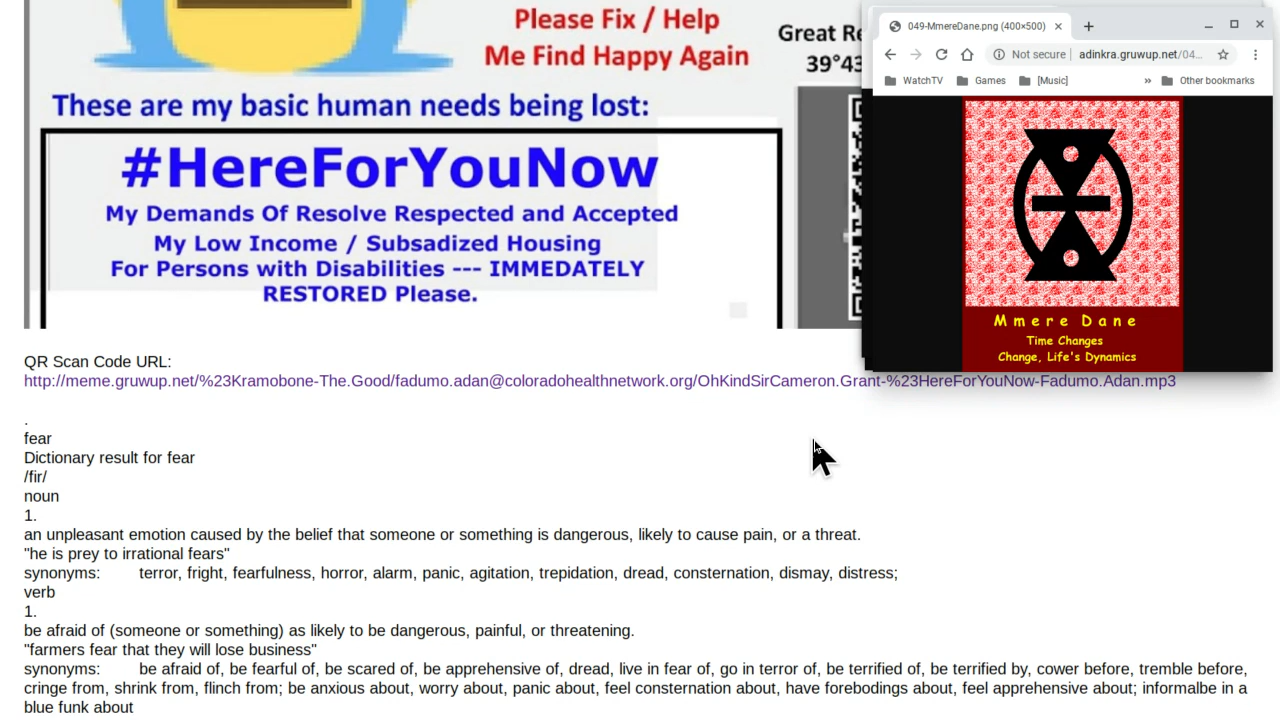 Please Fix / Help
Me Find Happy Again
Great Re
39°43
These are my basic human needs being lost:
#HereForYouNow
My Demands Of Resolve Respected and Accepted
My Low Income / Subsadized Housing
For Persons with Disabilities --- IMMEDATELY
RESTORED Please.
049-MmereDane.png (400×500)
Not secure
adinkra.gruwup.net/04...
WatchTV
Games
[Music]
»
Other bookmarks
Mmere Dane
Time Changes
Change, Life's Dynamics
QR Scan Code URL:
http://meme.gruwup.net/%23Kramobone-The.Good/fadumo.adan@coloradohealthnetwork.org/OhKindSirCameron.Grant-%23HereForYouNow-Fadumo.Adan.mp3
.
fear
Dictionary result for fear
/fir/
noun
1.
an unpleasant emotion caused by the belief that someone or something is dangerous, likely to cause pain, or a threat.
"he is prey to irrational fears"
synonyms: terror, fright, fearfulness, horror, alarm, panic, agitation, trepidation, dread, consternation, dismay, distress;
verb
1.
be afraid of (someone or something) as likely to be dangerous, painful, or threatening.
"farmers fear that they will lose business"
synonyms: be afraid of, be fearful of, be scared of, be apprehensive of, dread, live in fear of, go in terror of, be terrified of, be terrified by, cower before, tremble before,
cringe from, shrink from, flinch from; be anxious about, worry about, panic about, feel consternation about, have forebodings about, feel apprehensive about; informalbe in a
blue funk about